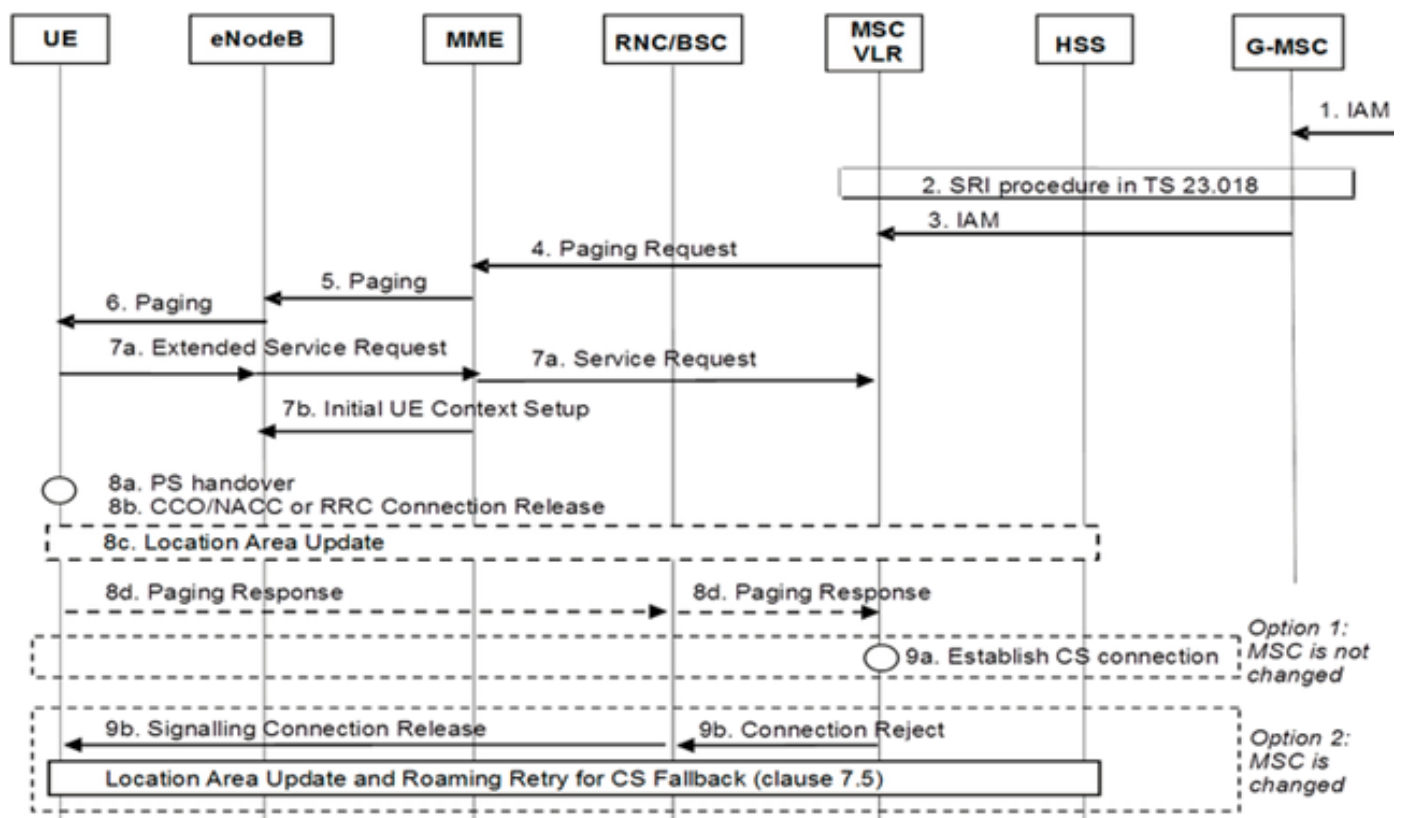 UE
eNodeB
MME
RNC/BSC
MSC
VLR
HSS
G-MSC
1. IAM
2. SRI procedure in TS 23.018
3. IAM
4. Paging Request
5. Paging
6. Paging
7a. Extended Service Request
7a. Service Request
7b. Initial UE Context Setup
8a. PS handover
8b. CCO/NACC or RRC Connection Release
8c. Location Area Update
8d. Paging Response
8d. Paging Response
Option 1:
MSC is not
changed
9a. Establish CS connection
9b. Signalling Connection Release
9b. Connection Reject
Option 2:
MSC is
changed
Location Area Update and Roaming Retry for CS Fallback (clause 7.5)